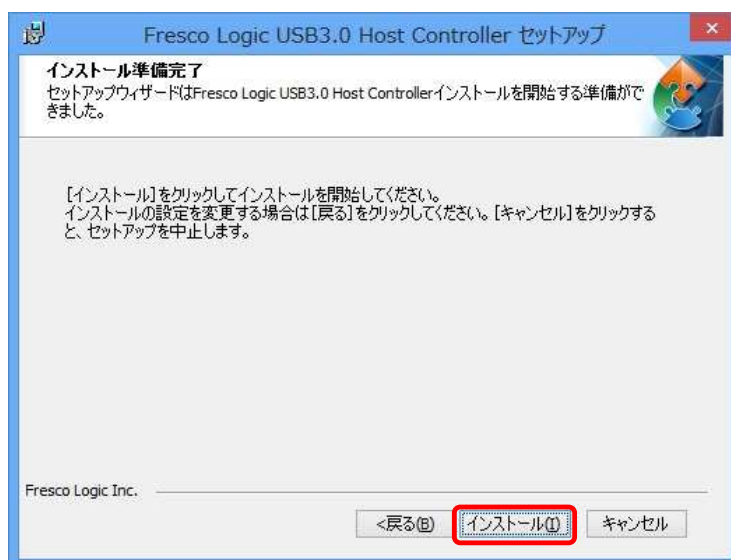 Fresco Logic USB3.0 Host Controller セットアップ
インストール準備完了
セットアップウィザードはFresco Logic USB3.0 Host Controllerインストールを開始する準備がで
きました。
[インストール]をクリックしてインストールを開始してください。
インストールの設定を変更する場合は[戻る]をクリックしてください。[キャンセル]をクリックする
と、セットアップを中止します。
Fresco Logic Inc.
<戻る(B) インストール(I) キャンセル